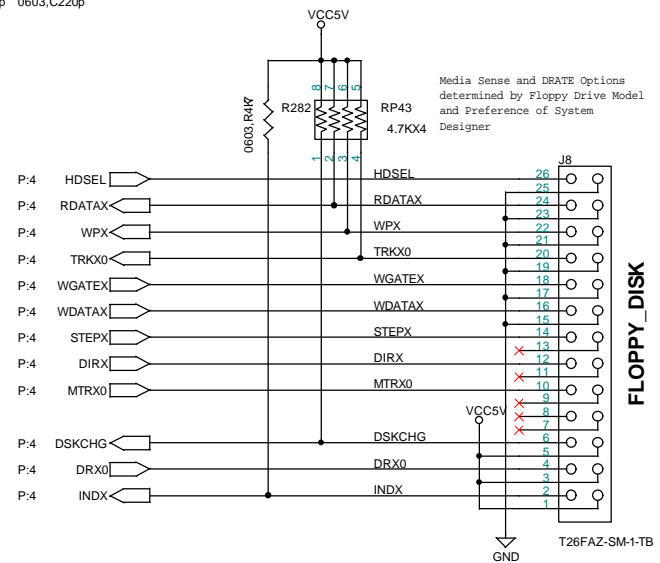 p 0603,C220p
VCC5V
8
7
6
5
R282
RP43
4.7KX4
0603,R4K7
1
2
3
4
Media Sense and DRATE Options
determined by Floppy Drive Model
and Preference of System
Designer
J8
P:4 HDSEL HDSEL 26
25
P:4 RDATAX RDATAX 24
23
P:4 WPX WPX 22
21
P:4 TRKX0 TRKX0 20
19
P:4 WGATEX WGATEX 18
17
P:4 WDATAX WDATAX 16
15
P:4 STEPX STEPX 14
13
P:4 DIRX DIRX 12
11
P:4 MTRX0 MTRX0 10
9
VCC5V 8
7
P:4 DSKCHG DSKCHG 6
5
P:4 DRX0 DRX0 4
3
P:4 INDX INDX 2
1
FLOPPY_DISK
T26FAZ-SM-1-TB
GND